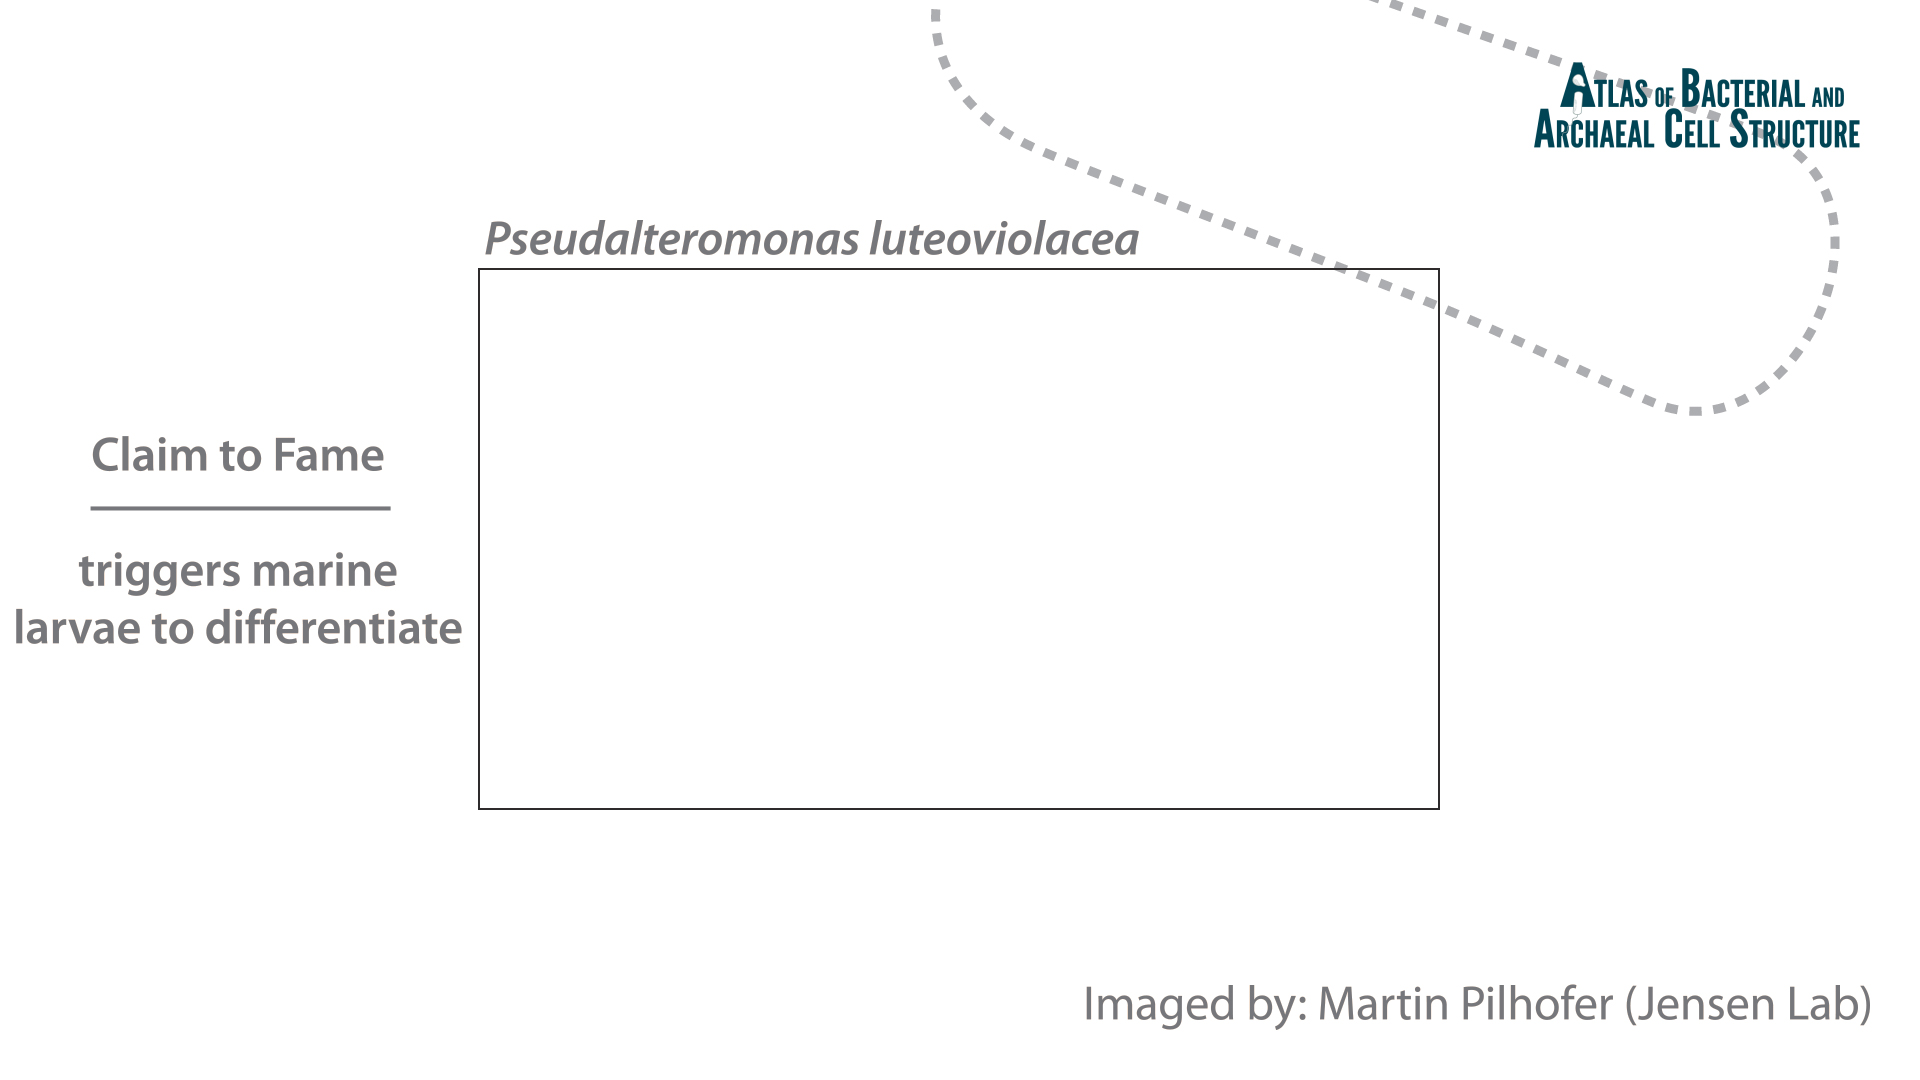 ATLAS OF BACTERIAL AND
ARCHAEAL CELL STRUCTURE
Pseudalteromonas luteoviolacea
Claim to Fame
triggers marine
larvae to differentiate
Imaged by: Martin Pilhofer (Jensen Lab)